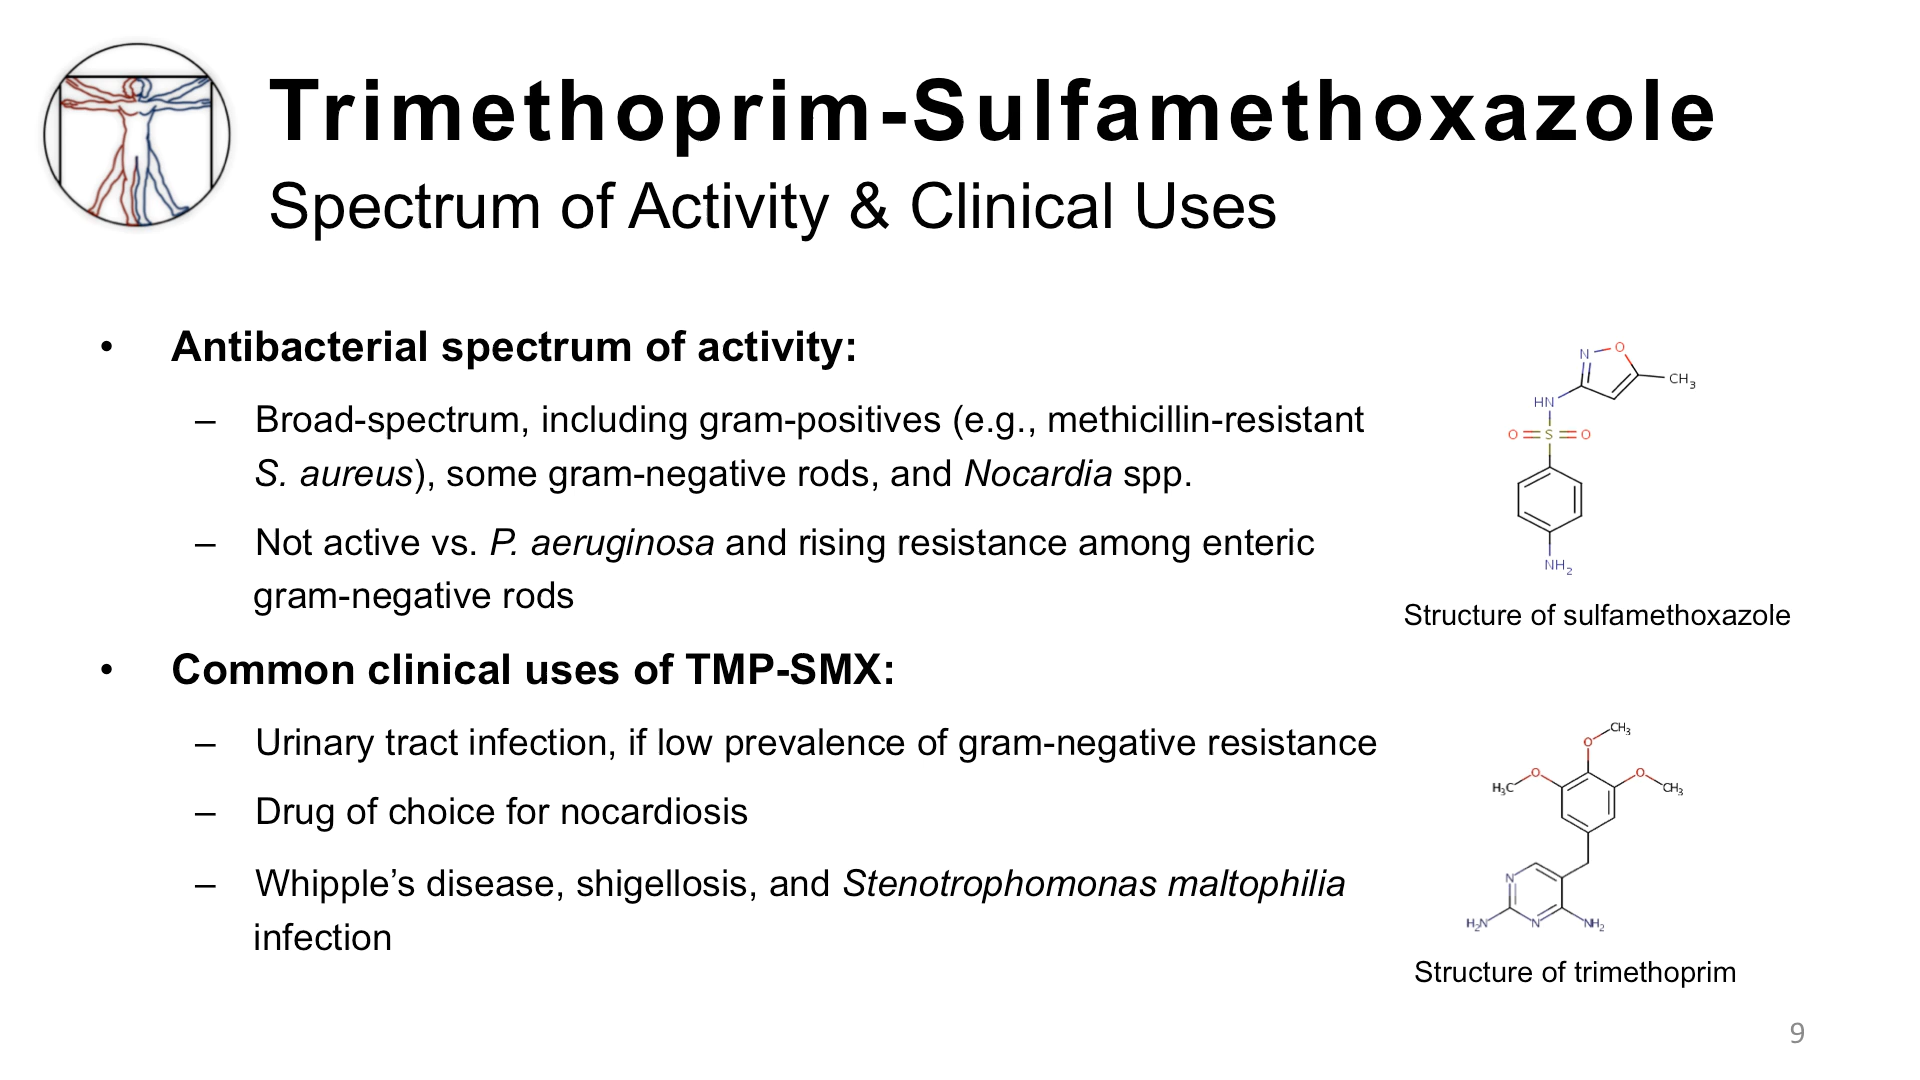 Trimethoprim-Sulfamethoxazole
Spectrum of Activity & Clinical Uses
• Antibacterial spectrum of activity:
– Broad-spectrum, including gram-positives (e.g., methicillin-resistant
S. aureus), some gram-negative rods, and Nocardia spp.
– Not active vs. P. aeruginosa and rising resistance among enteric
gram-negative rods
• Common clinical uses of TMP-SMX:
– Urinary tract infection, if low prevalence of gram-negative resistance
– Drug of choice for nocardiosis
– Whipple’s disease, shigellosis, and Stenotrophomonas maltophilia
infection
N O
CH3
HN
O S O
NH2
Structure of sulfamethoxazole
CH3
O
O O
H3C CH3
N
H2N N NH2
Structure of trimethoprim
9